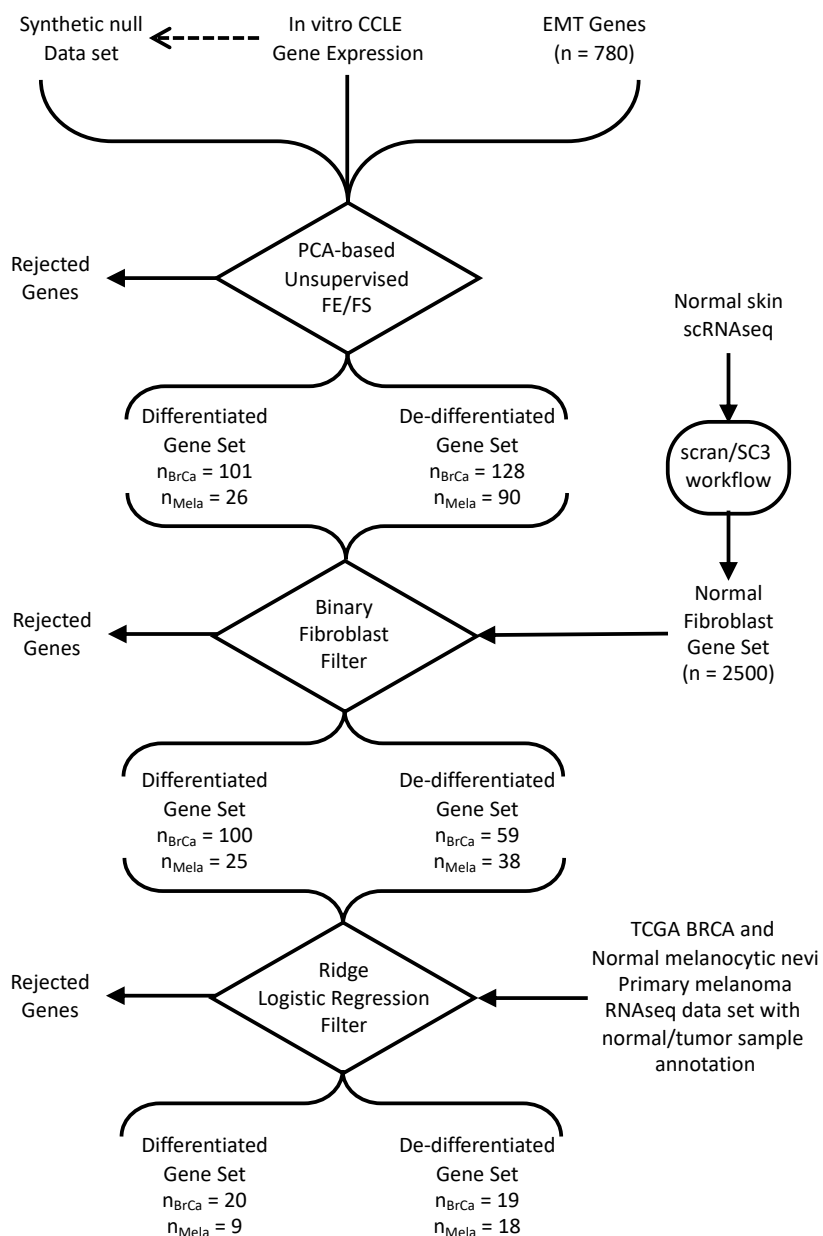 Synthetic null
Data set
In vitro CCLE
Gene Expression
EMT Genes
(n = 780)
PCA-based
Unsupervised
FE/FS
Rejected
Genes
Normal skin
scRNAseq
scran/SC3
workflow
Normal
Fibroblast
Gene Set
(n = 2500)
Differentiated
Gene Set
nBrCa = 101
nMela = 26
De-differentiated
Gene Set
nBrCa = 128
nMela = 90
Binary
Fibroblast
Filter
Rejected
Genes
Differentiated
Gene Set
nBrCa = 100
nMela = 25
De-differentiated
Gene Set
nBrCa = 59
nMela = 38
Ridge
Logistic Regression
Filter
Rejected
Genes
TCGA BRCA and
Normal melanocytic nevi
Primary melanoma
RNAseq data set with
normal/tumor sample
annotation
Differentiated
Gene Set
nBrCa = 20
nMela = 9
De-differentiated
Gene Set
nBrCa = 19
nMela = 18